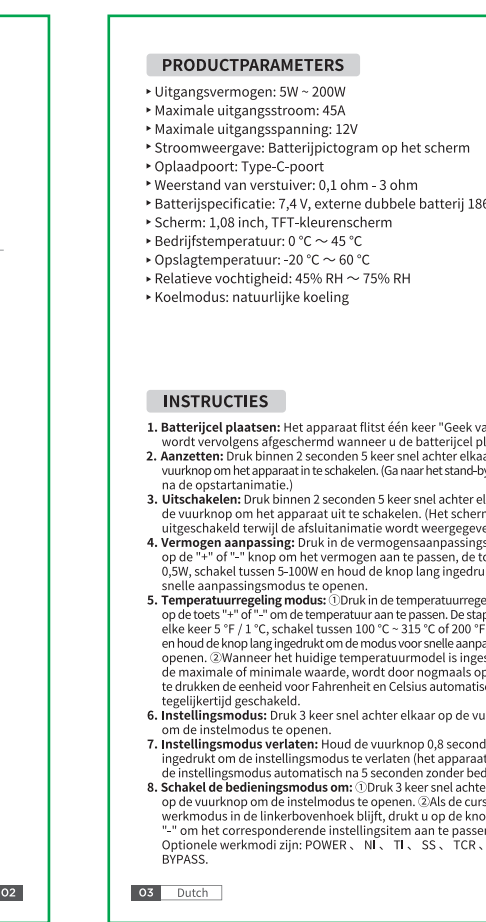 PRODUCTPARAMETERS
‣ Uitgangsvermogen: 5W ~ 200W
‣ Maximale uitgangsstroom: 45A
‣ Maximale uitgangsspanning: 12V
‣ Stroomweergave: Batterijpictogram op het scherm
‣ Oplaadpoort: Type-C-poort
‣ Weerstand van verstuiver: 0,1 ohm - 3 ohm
‣ Batterijspecificatie: 7,4 V, externe dubbele batterij 186
‣ Scherm: 1,08 inch, TFT-kleurenscherm
‣ Bedrijfstemperatuur: 0 °C ～ 45 °C
‣ Opslagtemperatuur: -20 °C ～ 60 °C
‣ Relatieve vochtigheid: 45% RH ～ 75% RH
‣ Koelmodus: natuurlijke koeling
INSTRUCTIES
1. Batterijcel plaatsen: Het apparaat flitst één keer "Geek va
wordt vervolgens afgeschermd wanneer u de batterijcel pl
2. Aanzetten: Druk binnen 2 seconden 5 keer snel achter elkaa
vuurknop om het apparaat in te schakelen. (Ga naar het stand-by
na de opstartanimatie.)
3. Uitschakelen: Druk binnen 2 seconden 5 keer snel achter el
de vuurknop om het apparaat uit te schakelen. (Het scherr
uitgeschakeld terwijl de afsluitanimatie wordt weergegeve
4. Vermogen aanpassing: Druk in de vermogensaanpassings
op de "+" of "-" knop om het vermogen aan te passen, de to
0,5W, schakel tussen 5-100W en houd de knop lang ingedru
snelle aanpassingsmodus te openen.
5. Temperatuurregeling modus: ①Druk in de temperatuurrege
op de toets "+" of "-" om de temperatuur aan te passen. De stap
elke keer 5 °F / 1 °C, schakel tussen 100 °C ~ 315 °C of 200 °F
en houd de knop lang ingedrukt om de modus voor snelle aanpa
openen. ②Wanneer het huidige temperatuurmodel is inges
de maximale of minimale waarde, wordt door nogmaals op
te drukken de eenheid voor Fahrenheit en Celsius automatisc
tegelijkertijd geschakeld.
6. Instellingsmodus: Druk 3 keer snel achter elkaar op de vu
om de instelmodus te openen.
7. Instellingsmodus verlaten: Houd de vuurknop 0,8 second
ingedrukt om de instellingsmodus te verlaten (het apparaat
de instellingsmodus automatisch na 5 seconden zonder bed
8. Schakel de bedieningsmodus om: ①Druk 3 keer snel achte
op de vuurknop om de instelmodus te openen. ②Als de curs
werkmodus in de linkerbovenhoek blijft, drukt u op de kno
"-" om het corresponderende instellingsitem aan te passe
Optionele werkmodi zijn: POWER 、 NI 、 TI 、 SS 、 TCR 、
BYPASS.
02
03 Dutch